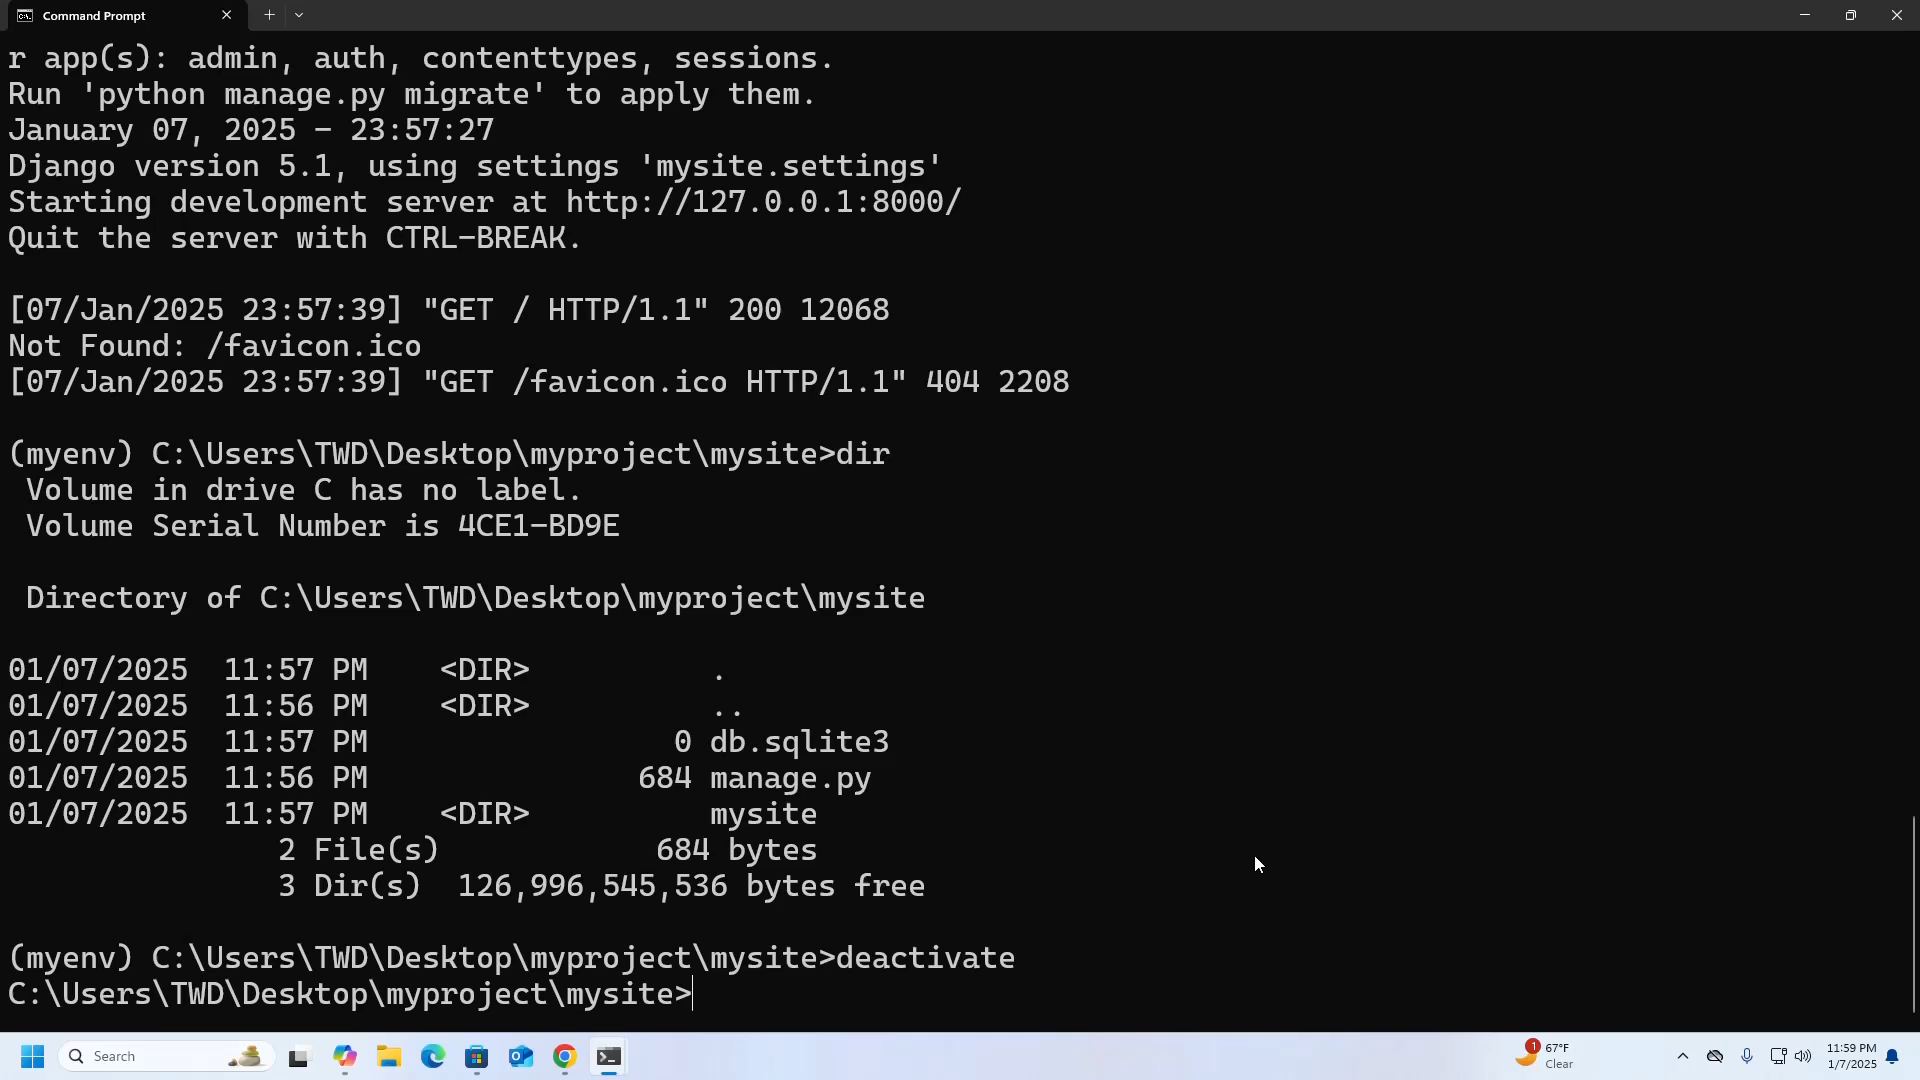 Command Prompt
r app(s): admin, auth, contenttypes, sessions.
Run 'python manage.py migrate' to apply them.
January 07, 2025 - 23:57:27
Django version 5.1, using settings 'mysite.settings'
Starting development server at http://127.0.0.1:8000/
Quit the server with CTRL-BREAK.
[07/Jan/2025 23:57:39] "GET / HTTP/1.1" 200 12068
Not Found: /favicon.ico
[07/Jan/2025 23:57:39] "GET /favicon.ico HTTP/1.1" 404 2208
(myenv) C:\Users\TWD\Desktop\myproject\mysite>dir
Volume in drive C has no label.
Volume Serial Number is 4CE1-BD9E
Directory of C:\Users\TWD\Desktop\myproject\mysite
01/07/2025  11:57 PM    <DIR>          .
01/07/2025  11:56 PM    <DIR>          ..
01/07/2025  11:57 PM                 0 db.sqlite3
01/07/2025  11:56 PM               684 manage.py
01/07/2025  11:57 PM    <DIR>          mysite
2 File(s)            684 bytes
3 Dir(s)  126,996,545,536 bytes free
(myenv) C:\Users\TWD\Desktop\myproject\mysite>deactivate
C:\Users\TWD\Desktop\myproject\mysite>
Search
1
67°F
Clear
11:59 PM
1/7/2025